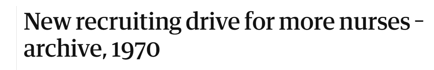 New recruiting drive for more nurses –
archive, 1970